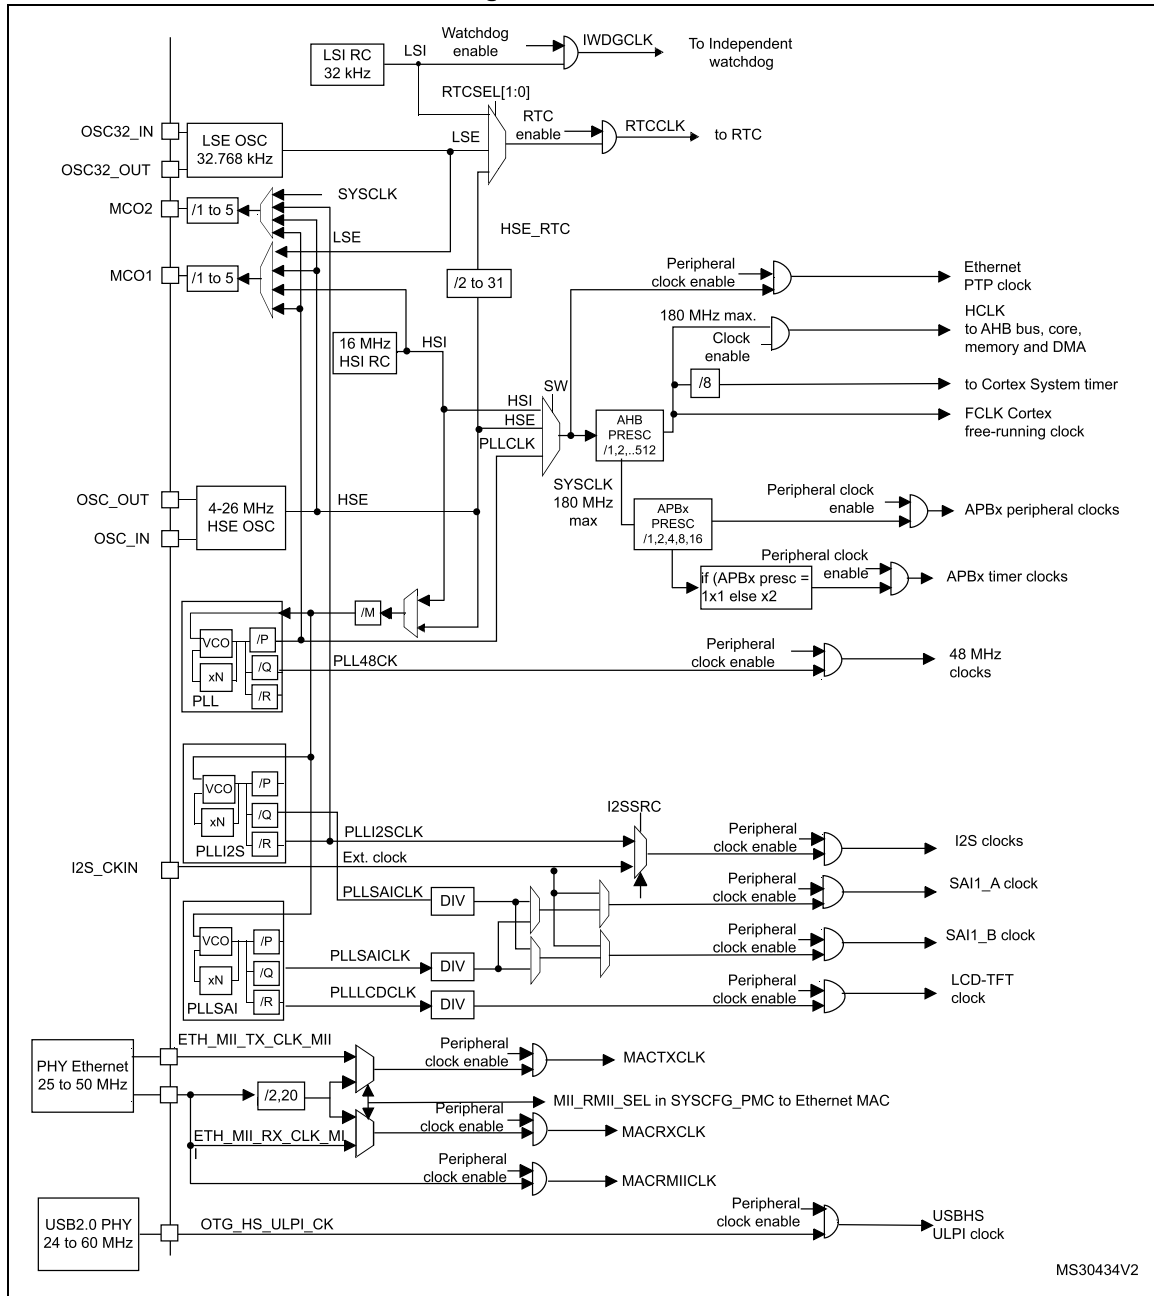 Watchdog
enable
IWDGCLK
To Independent
watchdog
LSI RC
32 kHz
LSI
RTCSEL[1:0]
RTC
enable
RTCCLK
to RTC
OSC32_IN
LSE OSC
32.768 kHz
LSE
OSC32_OUT
MCO2
/1 to 5
SYSCLK
HSE_RTC
LSE
MCO1
/1 to 5
/2 to 31
Peripheral
clock enable
Ethernet
PTP clock
180 MHz max.
Clock
enable
HCLK
to AHB bus, core,
memory and DMA
16 MHz
HSI RC
HSI
/8
to Cortex System timer
SW
HSI
HSE
PLLCLK
AHB
PRESC
/1,2,..512
FCLK Cortex
free-running clock
SYSCLK
180 MHz
max
OSC_OUT
4-26 MHz
HSE OSC
HSE
OSC_IN
APBx
PRESC
/1,2,4,8,16
Peripheral clock
enable
APBx peripheral clocks
Peripheral clock
enable
if (APBx presc =
1x1 else x2
APBx timer clocks
/M
VCO
/P
xN
/Q
/R
PLL
PLL48CK
Peripheral
clock enable
48 MHz
clocks
VCO
/P
xN
/Q
/R
PLLI2S
I2SSRC
PLLI2SCLK
Peripheral
clock enable
I2S clocks
I2S_CKIN
Ext. clock
PLLSAICLK
DIV
Peripheral
clock enable
SAI1_A clock
VCO
/P
xN
/Q
/R
PLLSAI
PLLSAICLK
DIV
Peripheral
clock enable
SAI1_B clock
PLLLCDCLK
DIV
Peripheral
clock enable
LCD-TFT
clock
PHY Ethernet
25 to 50 MHz
ETH_MII_TX_CLK_MII
Peripheral
clock enable
MACTXCLK
/2,20
MII_RMII_SEL in SYSCFG_PMC to Ethernet MAC
ETH_MII_RX_CLK_MI
I
Peripheral
clock enable
MACRXCLK
Peripheral
clock enable
MACRMIICLK
USB2.0 PHY
24 to 60 MHz
OTG_HS_ULPI_CK
Peripheral
clock enable
USBHS
ULPI clock
MS30434V2